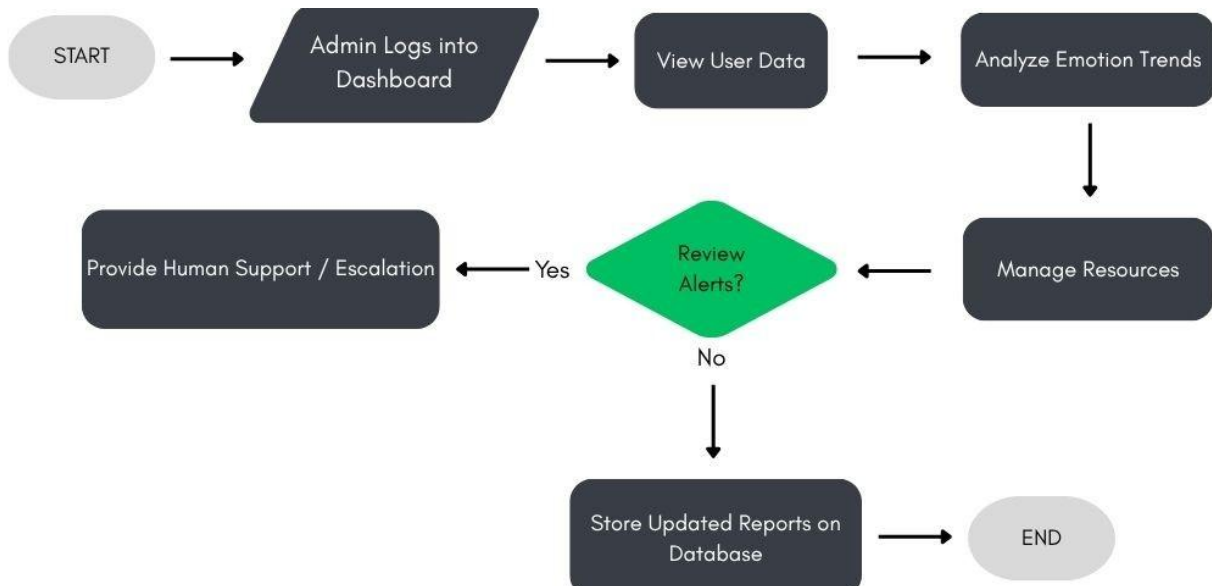 START
Admin Logs into
Dashboard
View User Data
Analyze Emotion Trends
Manage Resources
Review
Alerts?
Yes
Provide Human Support / Escalation
No
Store Updated Reports on
Database
END